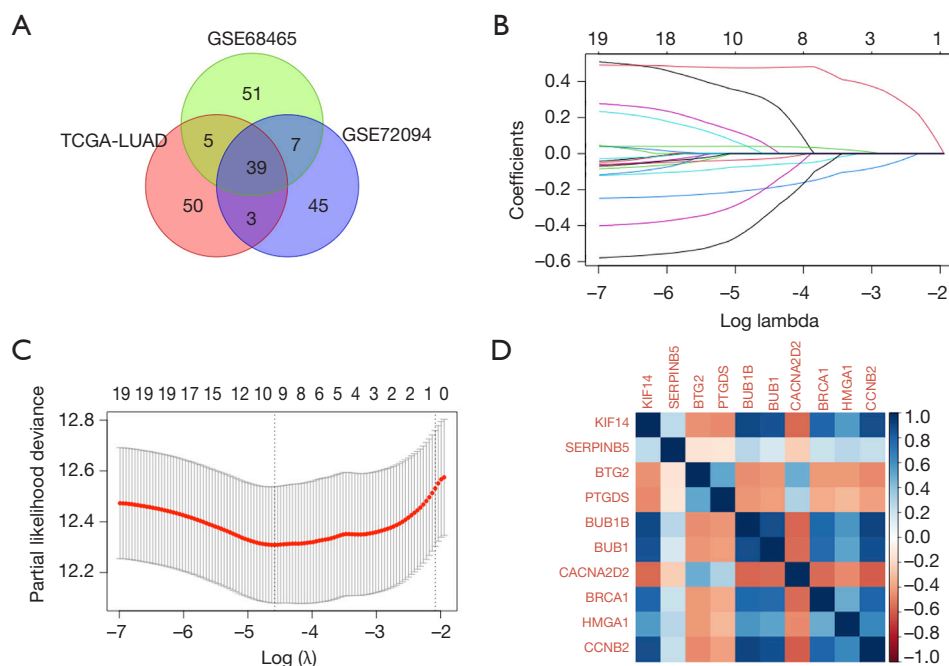 A
GSE68465
51
TCGA-LUAD
GSE72094
5
7
39
50
3
45
B
19 18 10 8 3 1
0.4
0.2
0.0
−0.2
−0.4
−0.6
Coefficients
−7 −6 −5 −4 −3 −2
Log lambda
C
19 19 19 17 15 12 10 9 8 6 5 4 3 2 2 1 0
12.8
12.6
12.4
12.2
Partial likelihood deviance
−7 −6 −5 −4 −3 −2
Log (λ)
D
KIF14 SERPINB5 BTG2 PTGDS BUB1B BUB1 CACNA2D2 BRCA1 HMGA1 CCNB2
KIF14
SERPINB5
BTG2
PTGDS
BUB1B
BUB1
CACNA2D2
BRCA1
HMGA1
CCNB2
1.0
0.8
0.6
0.4
0.2
0.0
−0.2
−0.4
−0.6
−0.8
−1.0